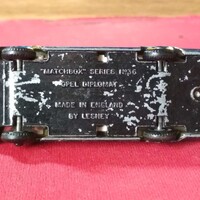 "MATCHBOX" SERIES Nº36
OPEL DIPLOMAT
MADE IN ENGLAND
BY LESNEY